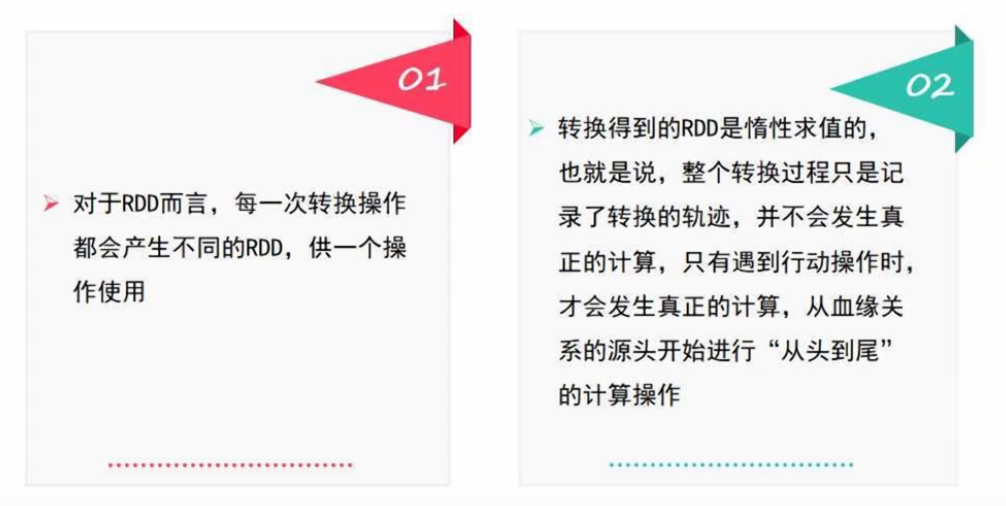 01
对于RDD而言，每一次转换操作
都会产生不同的RDD，供一个操
作使用
02
转换得到的RDD是惰性求值的，
也就是说，整个转换过程只是记
录了转换的轨迹，并不会发生真
正的计算，只有遇到行动操作时，
才会发生真正的计算，从血缘关
系的源头开始进行“从头到尾”
的计算操作